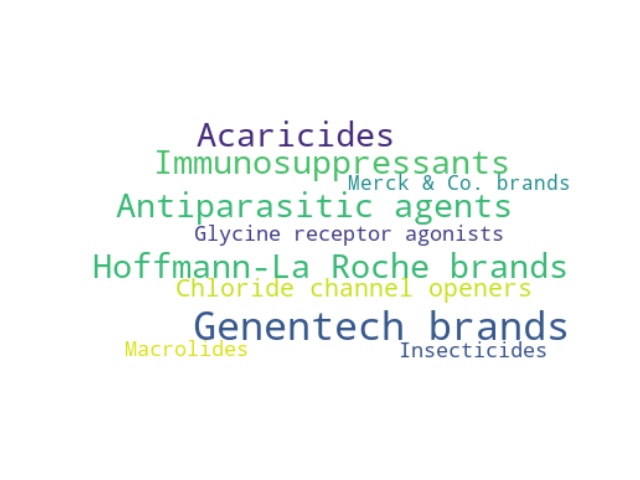 Acaricides
Immunosuppressants
Merck & Co. brands
Antiparasitic agents
Glycine receptor agonists
Hoffmann-La Roche brands
Chloride channel openers
Genentech brands
Macrolides
Insecticides